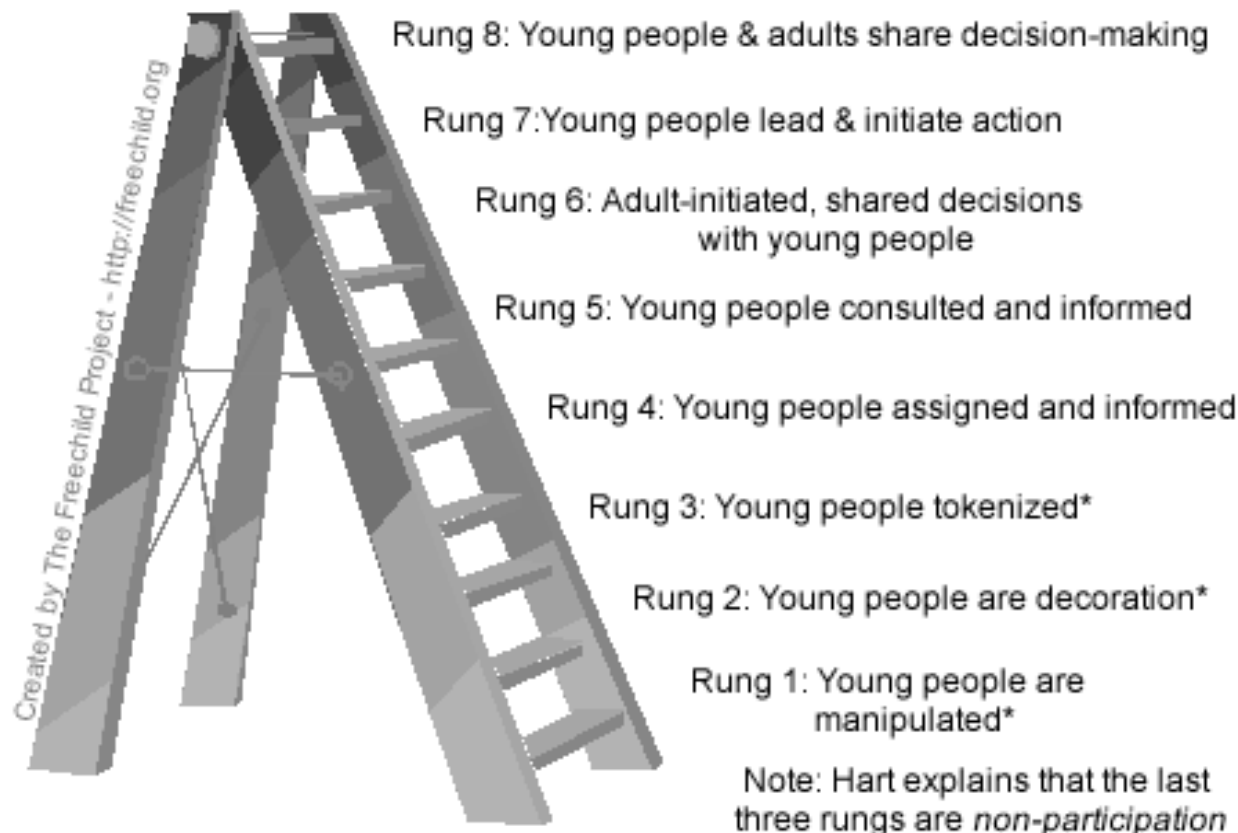 Rung 8: Young people & adults share decision-making
Rung 7:Young people lead & initiate action
Rung 6: Adult-initiated, shared decisions
with young people
Rung 5: Young people consulted and informed
Rung 4: Young people assigned and informed
Rung 3: Young people tokenized*
Rung 2: Young people are decoration*
Rung 1: Young people are
manipulated*
Note: Hart explains that the last
three rungs are non-participation
Created by The Freechild Project - http://freechild.org